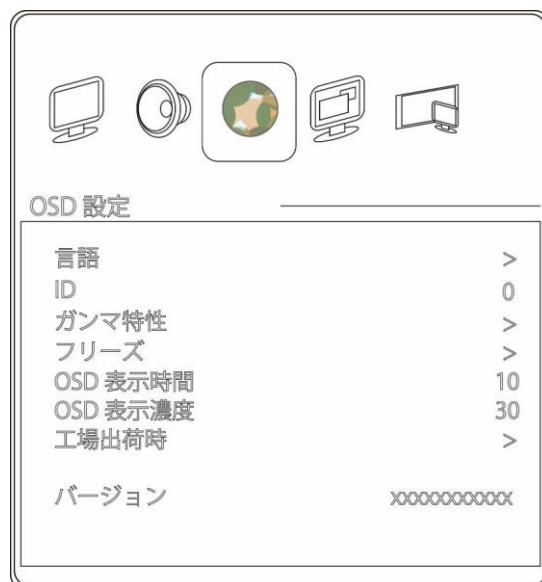 OSD 設定
言語 >
ID 0
ガンマ特性 >
フリーズ >
OSD 表示時間 10
OSD 表示濃度 30
工場出荷時 >
バージョン xxxxxxxxxxxx